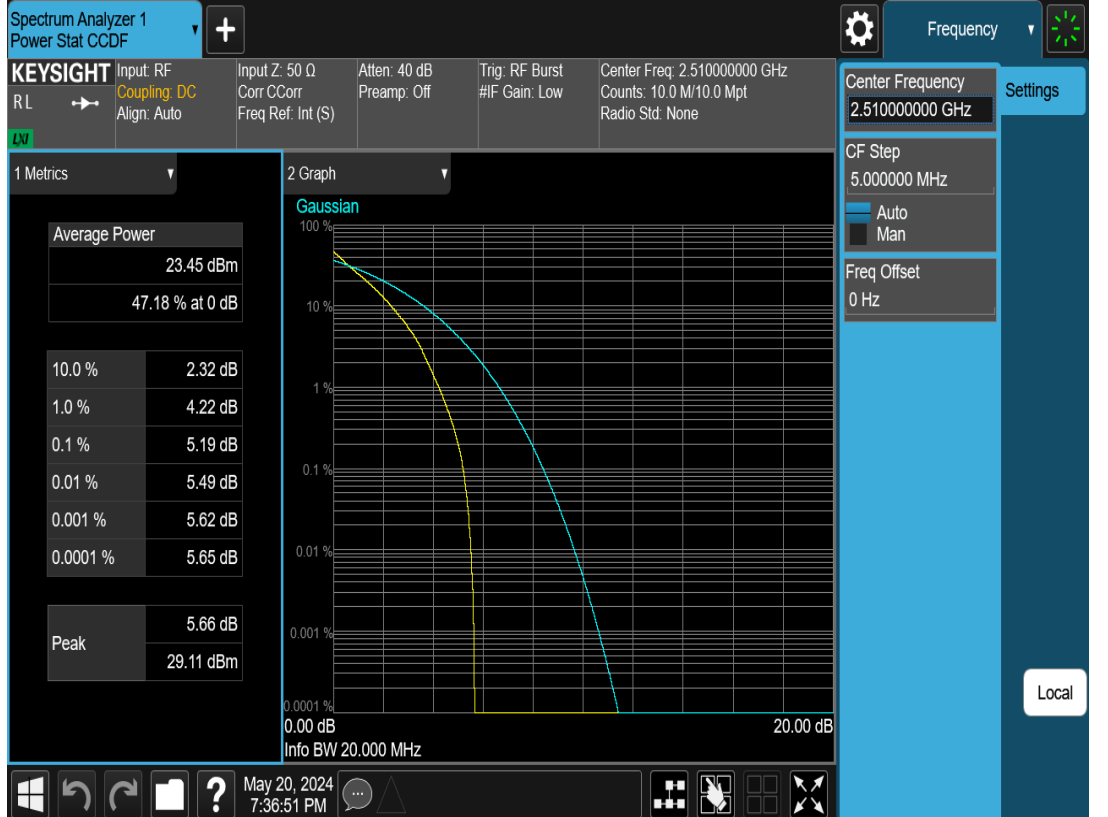 Spectrum Analyzer 1
Power Stat CCDF
+
Frequency
KEYSIGHT
RL
LXI
Input: RF
Coupling: DC
Align: Auto
Input Z: 50 Ω
Corr CCorr
Freq Ref: Int (S)
Atten: 40 dB
Preamp: Off
Trig: RF Burst
#IF Gain: Low
Center Freq: 2.510000000 GHz
Counts: 10.0 M/10.0 Mpt
Radio Std: None
Center Frequency
2.510000000 GHz
Settings
CF Step
5.000000 MHz
Auto
Man
Freq Offset
0 Hz
Local
1 Metrics
Average Power
23.45 dBm
47.18 % at 0 dB
10.0 % 2.32 dB
1.0 % 4.22 dB
0.1 % 5.19 dB
0.01 % 5.49 dB
0.001 % 5.62 dB
0.0001 % 5.65 dB
Peak
5.66 dB
29.11 dBm
2 Graph
Gaussian
100 %
10 %
1 %
0.1 %
0.01 %
0.001 %
0.0001 %
0.00 dB 20.00 dB
Info BW 20.000 MHz
?
May 20, 2024
7:36:51 PM